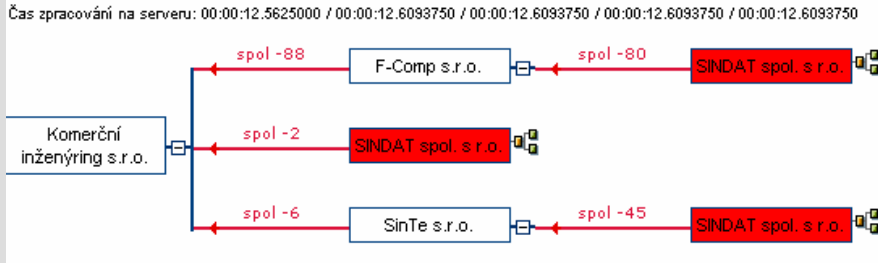 Čas zpracování na serveru: 00:00:12.5625000 / 00:00:12.6093750 / 00:00:12.6093750 / 00:00:12.6093750 / 00:00:12.6093750
spol -88
F-Comp s.r.o.
spol -80
SINDAT spol. s r.o.
Komerční
inženýring s.r.o.
spol -2
SINDAT spol. s r.o.
spol -6
SinTe s.r.o.
spol -45
SINDAT spol. s r.o.